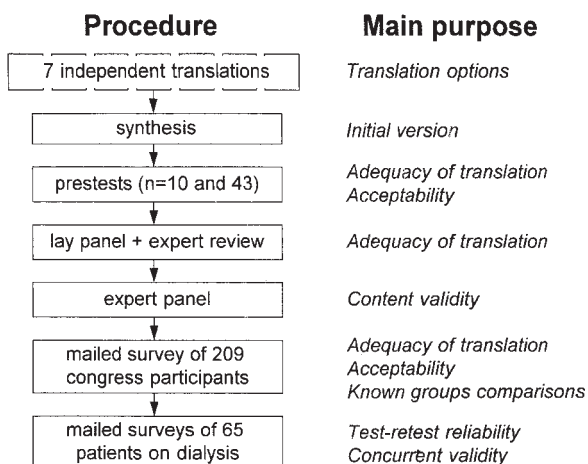 Procedure Main purpose
7 independent translations Translation options
synthesis Initial version
prestests (n=10 and 43) Adequacy of translation
Acceptability
lay panel + expert review Adequacy of translation
expert panel Content validity
mailed survey of 209
congress participants
Adequacy of translation
Acceptability
Known groups comparisons
mailed surveys of 65
patients on dialysis
Test-retest reliability
Concurrent validity